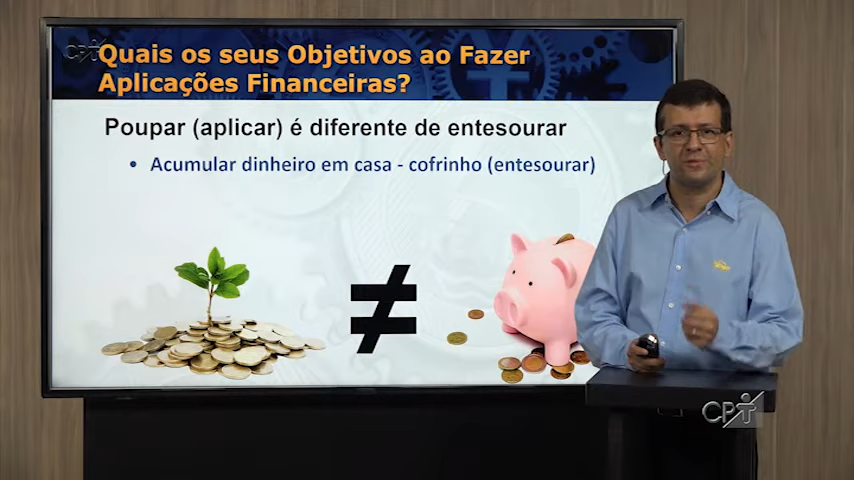 CPT
Quais os seus Objetivos ao Fazer
Aplicações Financeiras?
Poupar (aplicar) é diferente de entesourar
• Acumular dinheiro em casa - cofrinho (entesourar)
≠
CPT